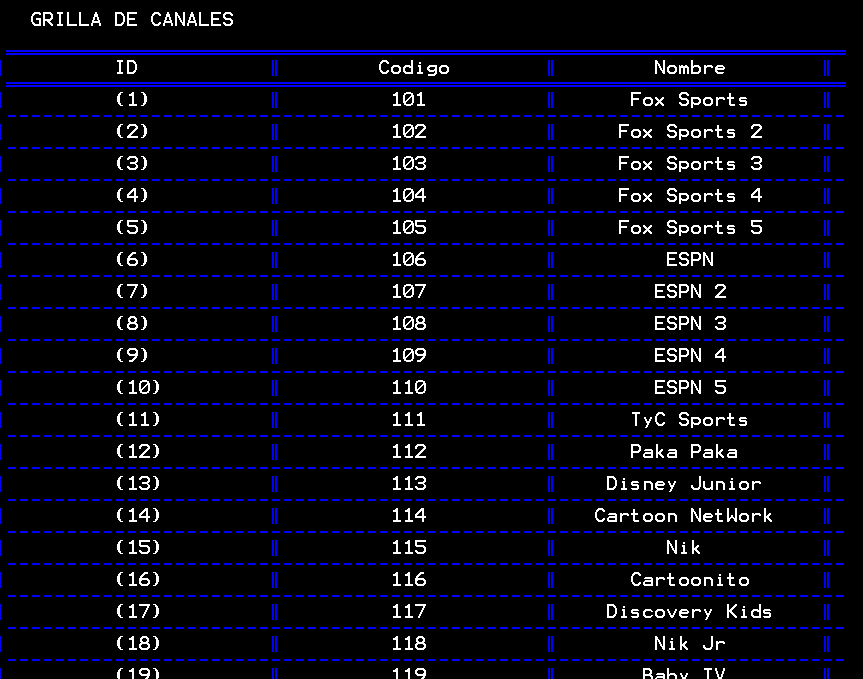 GRILLA DE CANALES
ID Codigo Nombre
(1) 101 Fox Sports
(2) 102 Fox Sports 2
(3) 103 Fox Sports 3
(4) 104 Fox Sports 4
(5) 105 Fox Sports 5
(6) 106 ESPN
(7) 107 ESPN 2
(8) 108 ESPN 3
(9) 109 ESPN 4
(10) 110 ESPN 5
(11) 111 TyC Sports
(12) 112 Paka Paka
(13) 113 Disney Junior
(14) 114 Cartoon NetWork
(15) 115 Nik
(16) 116 Cartoonito
(17) 117 Discovery Kids
(18) 118 Nik Jr
(19) 119 Baby TV